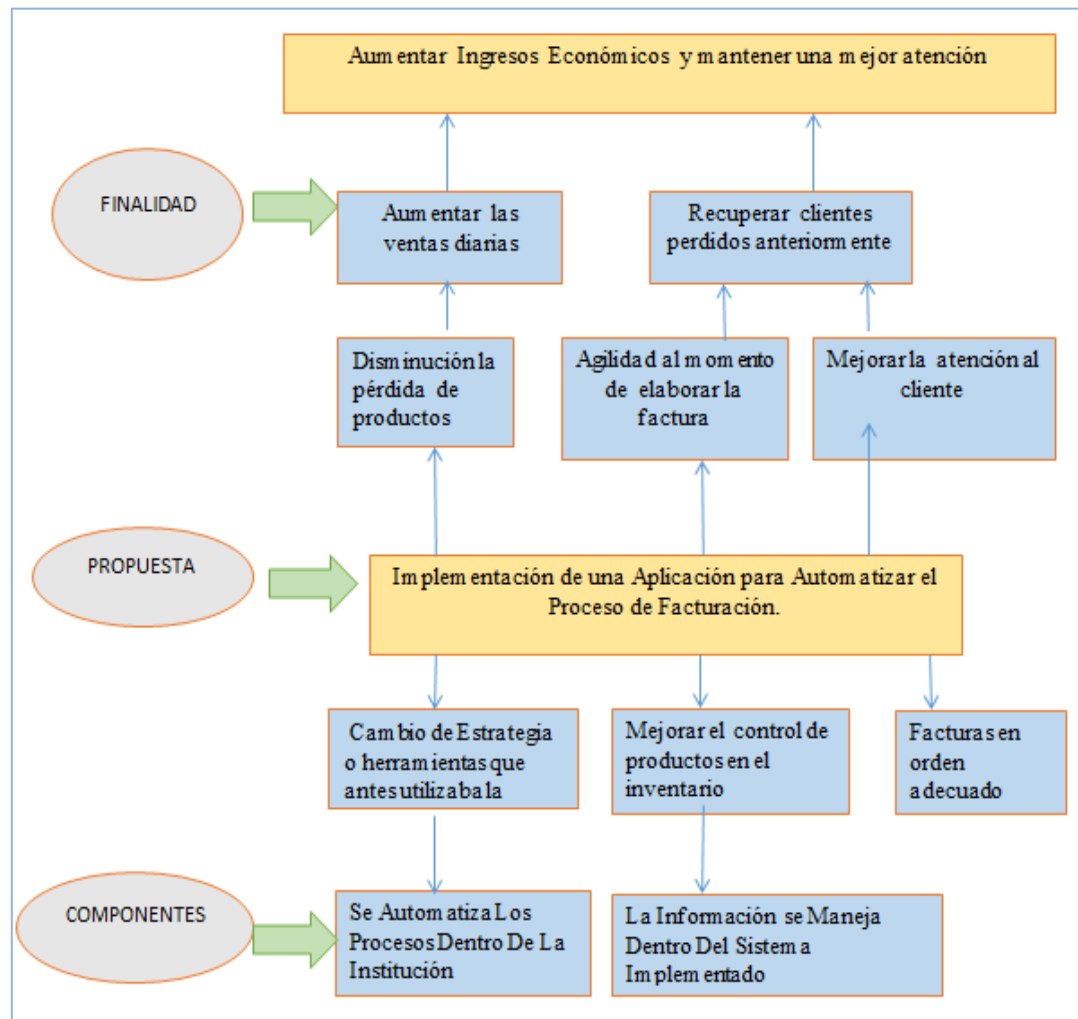 Aumentar Ingresos Económicos y mantener una mejor atención
FINALIDAD
Aumentar las
ventas diarias
Recuperar clientes
perdidos anteriormente
Disminución la
pérdida de
productos
Agilidad al momento
de elaborar la
factura
Mejorar la atención al
cliente
PROPUESTA
Implementación de una Aplicación para Automatizar el
Proceso de Facturación.
Cambio de Estrategia
o herramientas que
antes utilizaba la
Mejorar el control de
productos en el
inventario
Facturas en
orden
adecuado
COMPONENTES
Se Automatiza Los
Procesos Dentro De La
Institución
La Información se Maneja
Dentro Del Sistema
Implementado